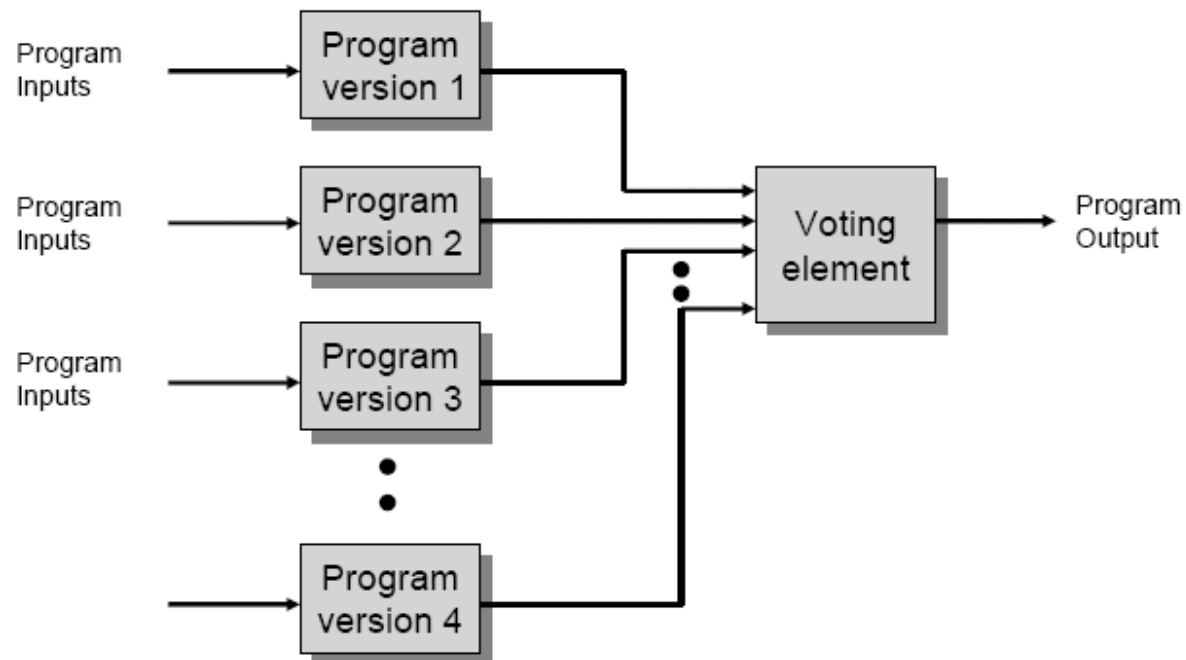 Program
Inputs
Program
version 1
Program
Inputs
Program
version 2
Voting
element
Program
Output
Program
Inputs
Program
version 3
Program
version 4